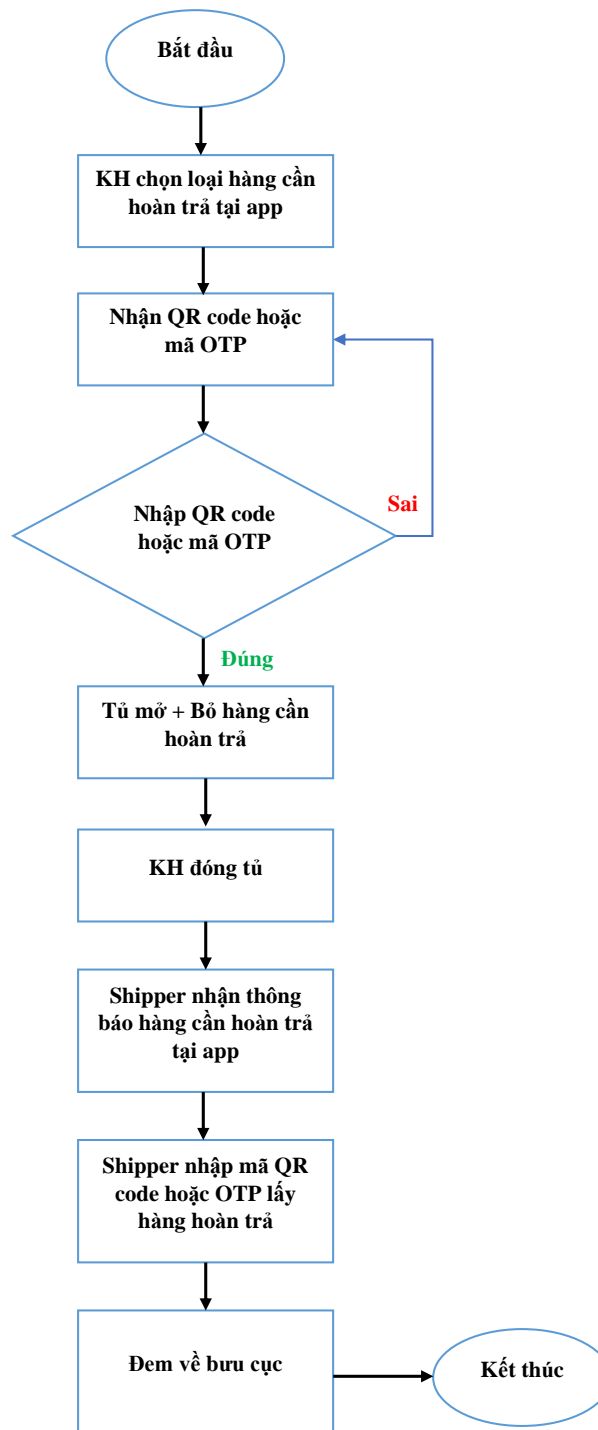 Bắt đầu
KH chọn loại hàng cần
hoàn trả tại app
Nhận QR code hoặc
mã OTP
Nhập QR code
hoặc mã OTP
Sai
Đúng
Tủ mở + Bỏ hàng cần
hoàn trả
KH đóng tủ
Shipper nhận thông
báo hàng cần hoàn trả
tại app
Shipper nhập mã QR
code hoặc OTP lấy
hàng hoàn trả
Đem về bưu cục
Kết thúc